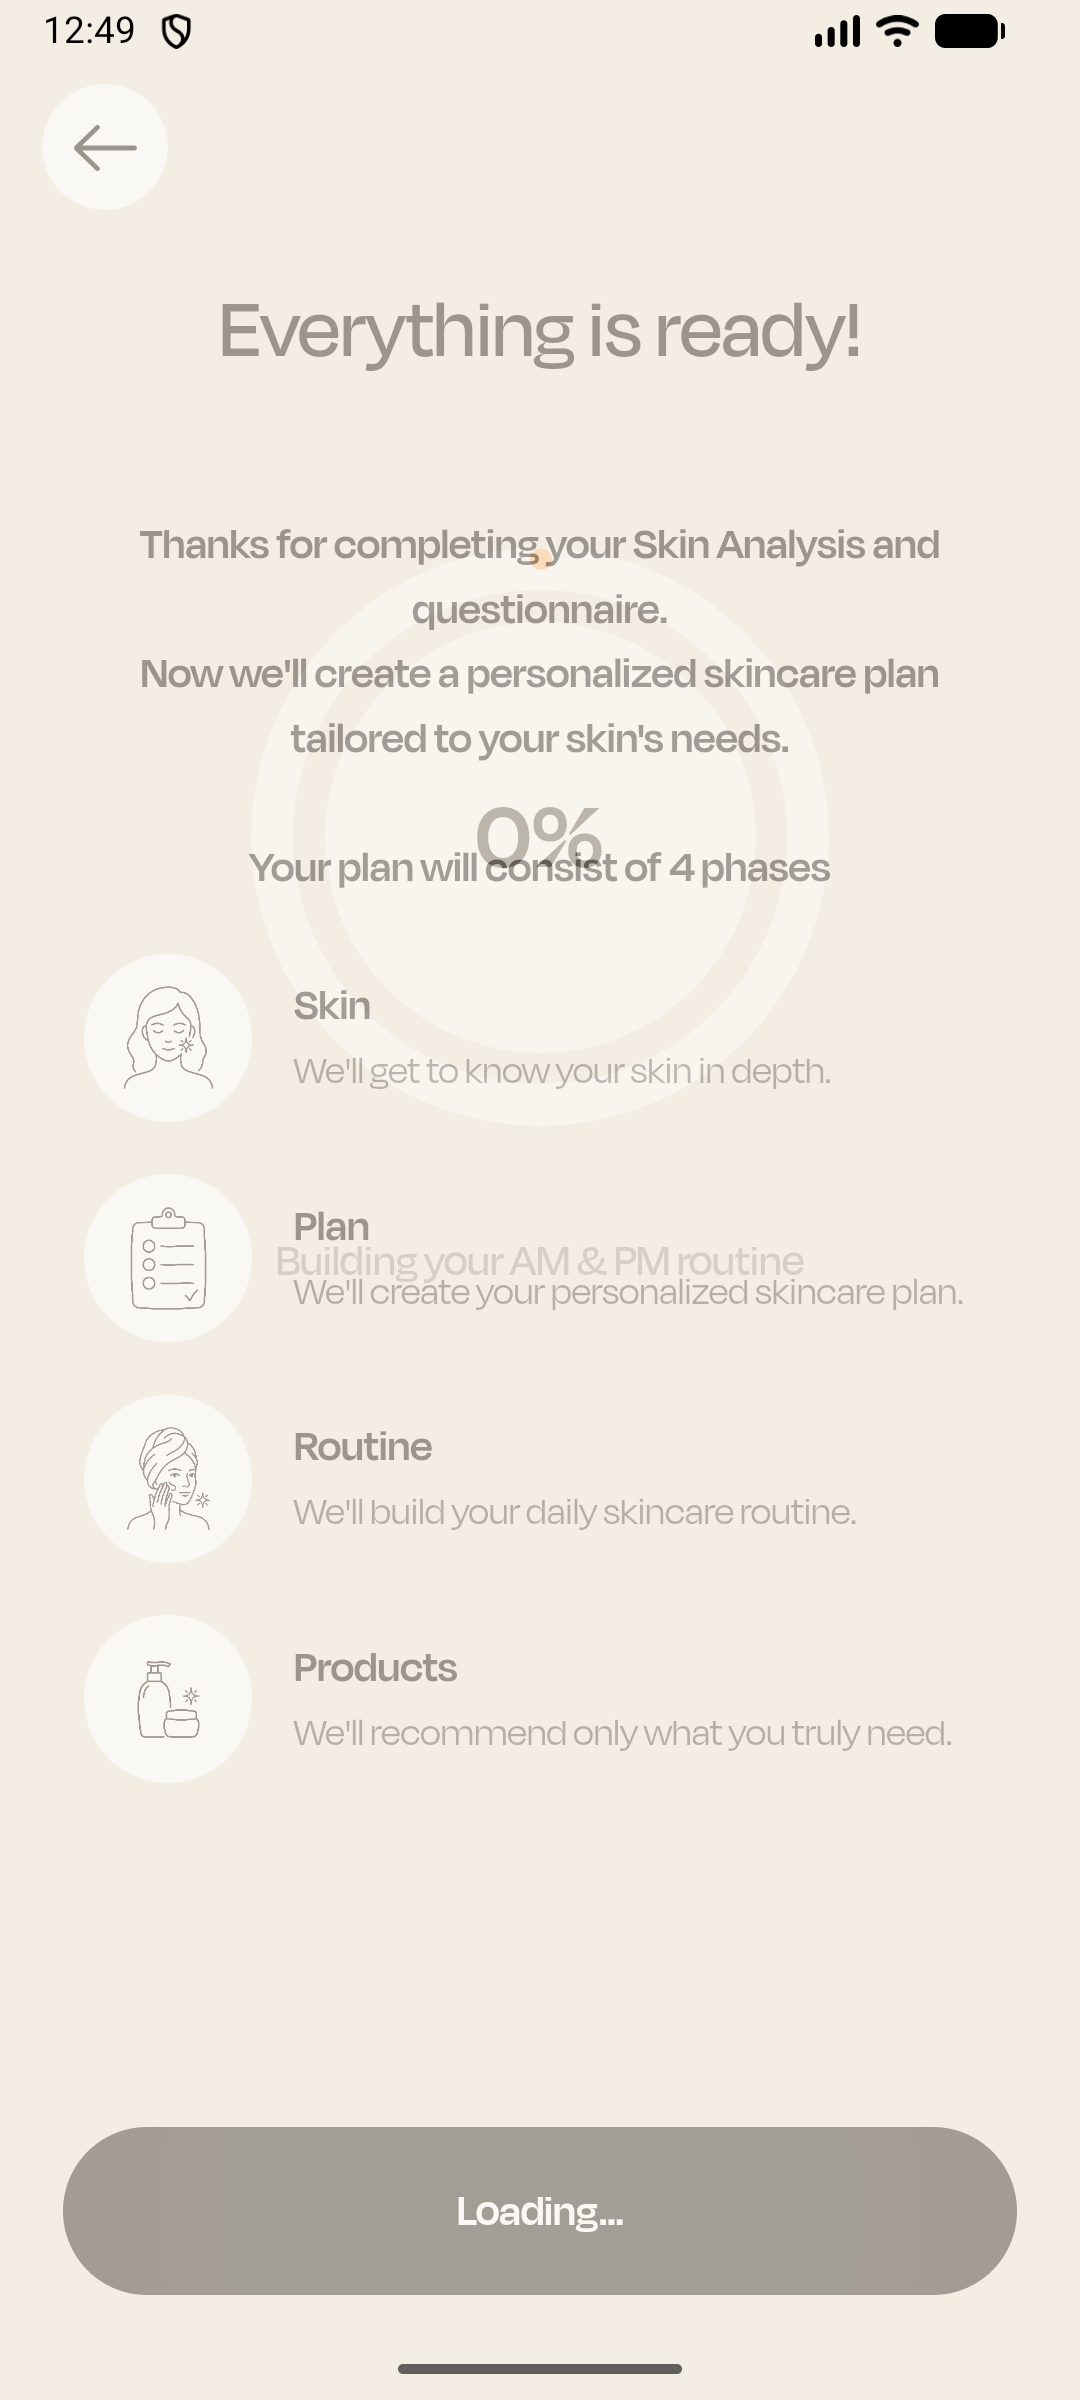 12:49
Everything is ready!
Thanks for completing your Skin Analysis and
questionnaire.
Now we'll create a personalized skincare plan
tailored to your skin's needs.
0%
Your plan will consist of 4 phases
Skin
We'll get to know your skin in depth.
Plan
Building your AM & PM routine
We'll create your personalized skincare plan.
Routine
We'll build your daily skincare routine.
Products
We'll recommend only what you truly need.
Loading...